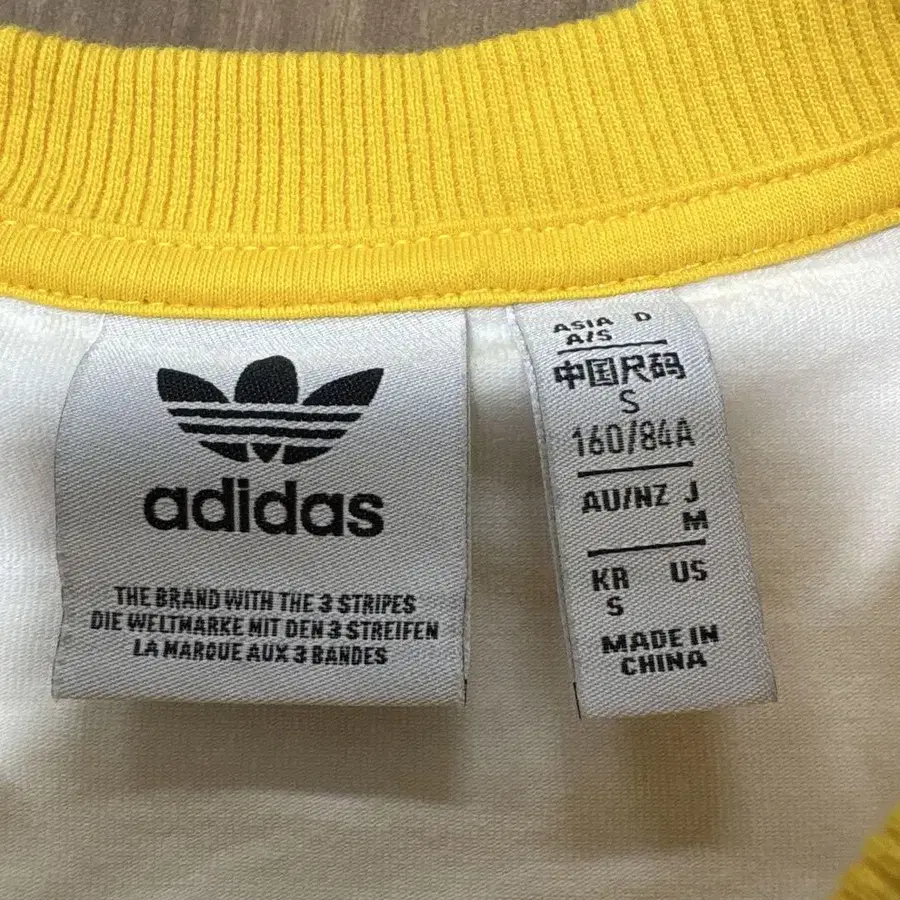 adidas
THE BRAND WITH THE 3 STRIPES
DIE WELTMARKE MIT DEN 3 STREIFEN
LA MARQUE AUX 3 BANDES
ASIA D
A/S
中国尺码
S
160/84A
AU/NZ J
M
KR US
S
MADE IN
CHINA